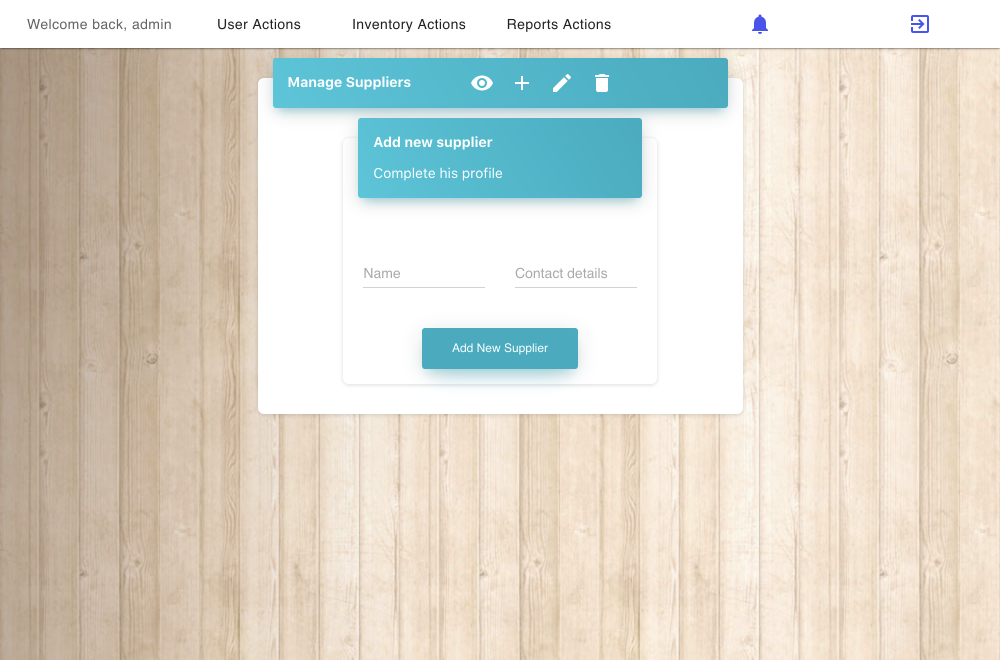 Welcome back, admin User Actions Inventory Actions Reports Actions
Manage Suppliers
Add new supplier
Complete his profile
Name Contact details
Add New Supplier